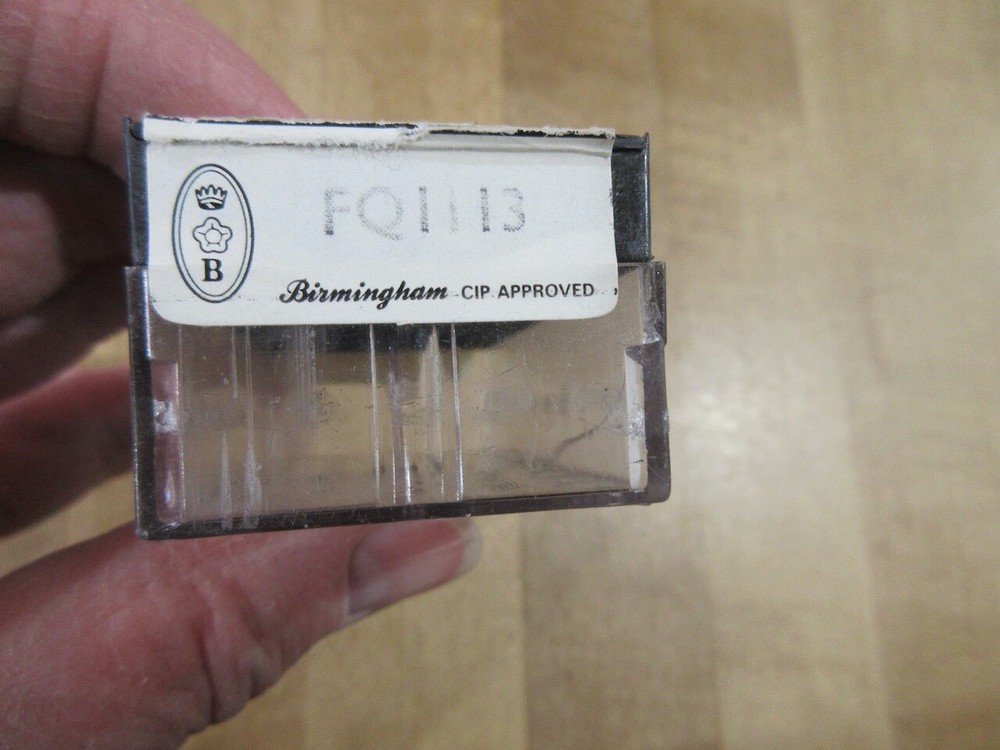 FQ1113
B
Birmingham CIP APPROVED